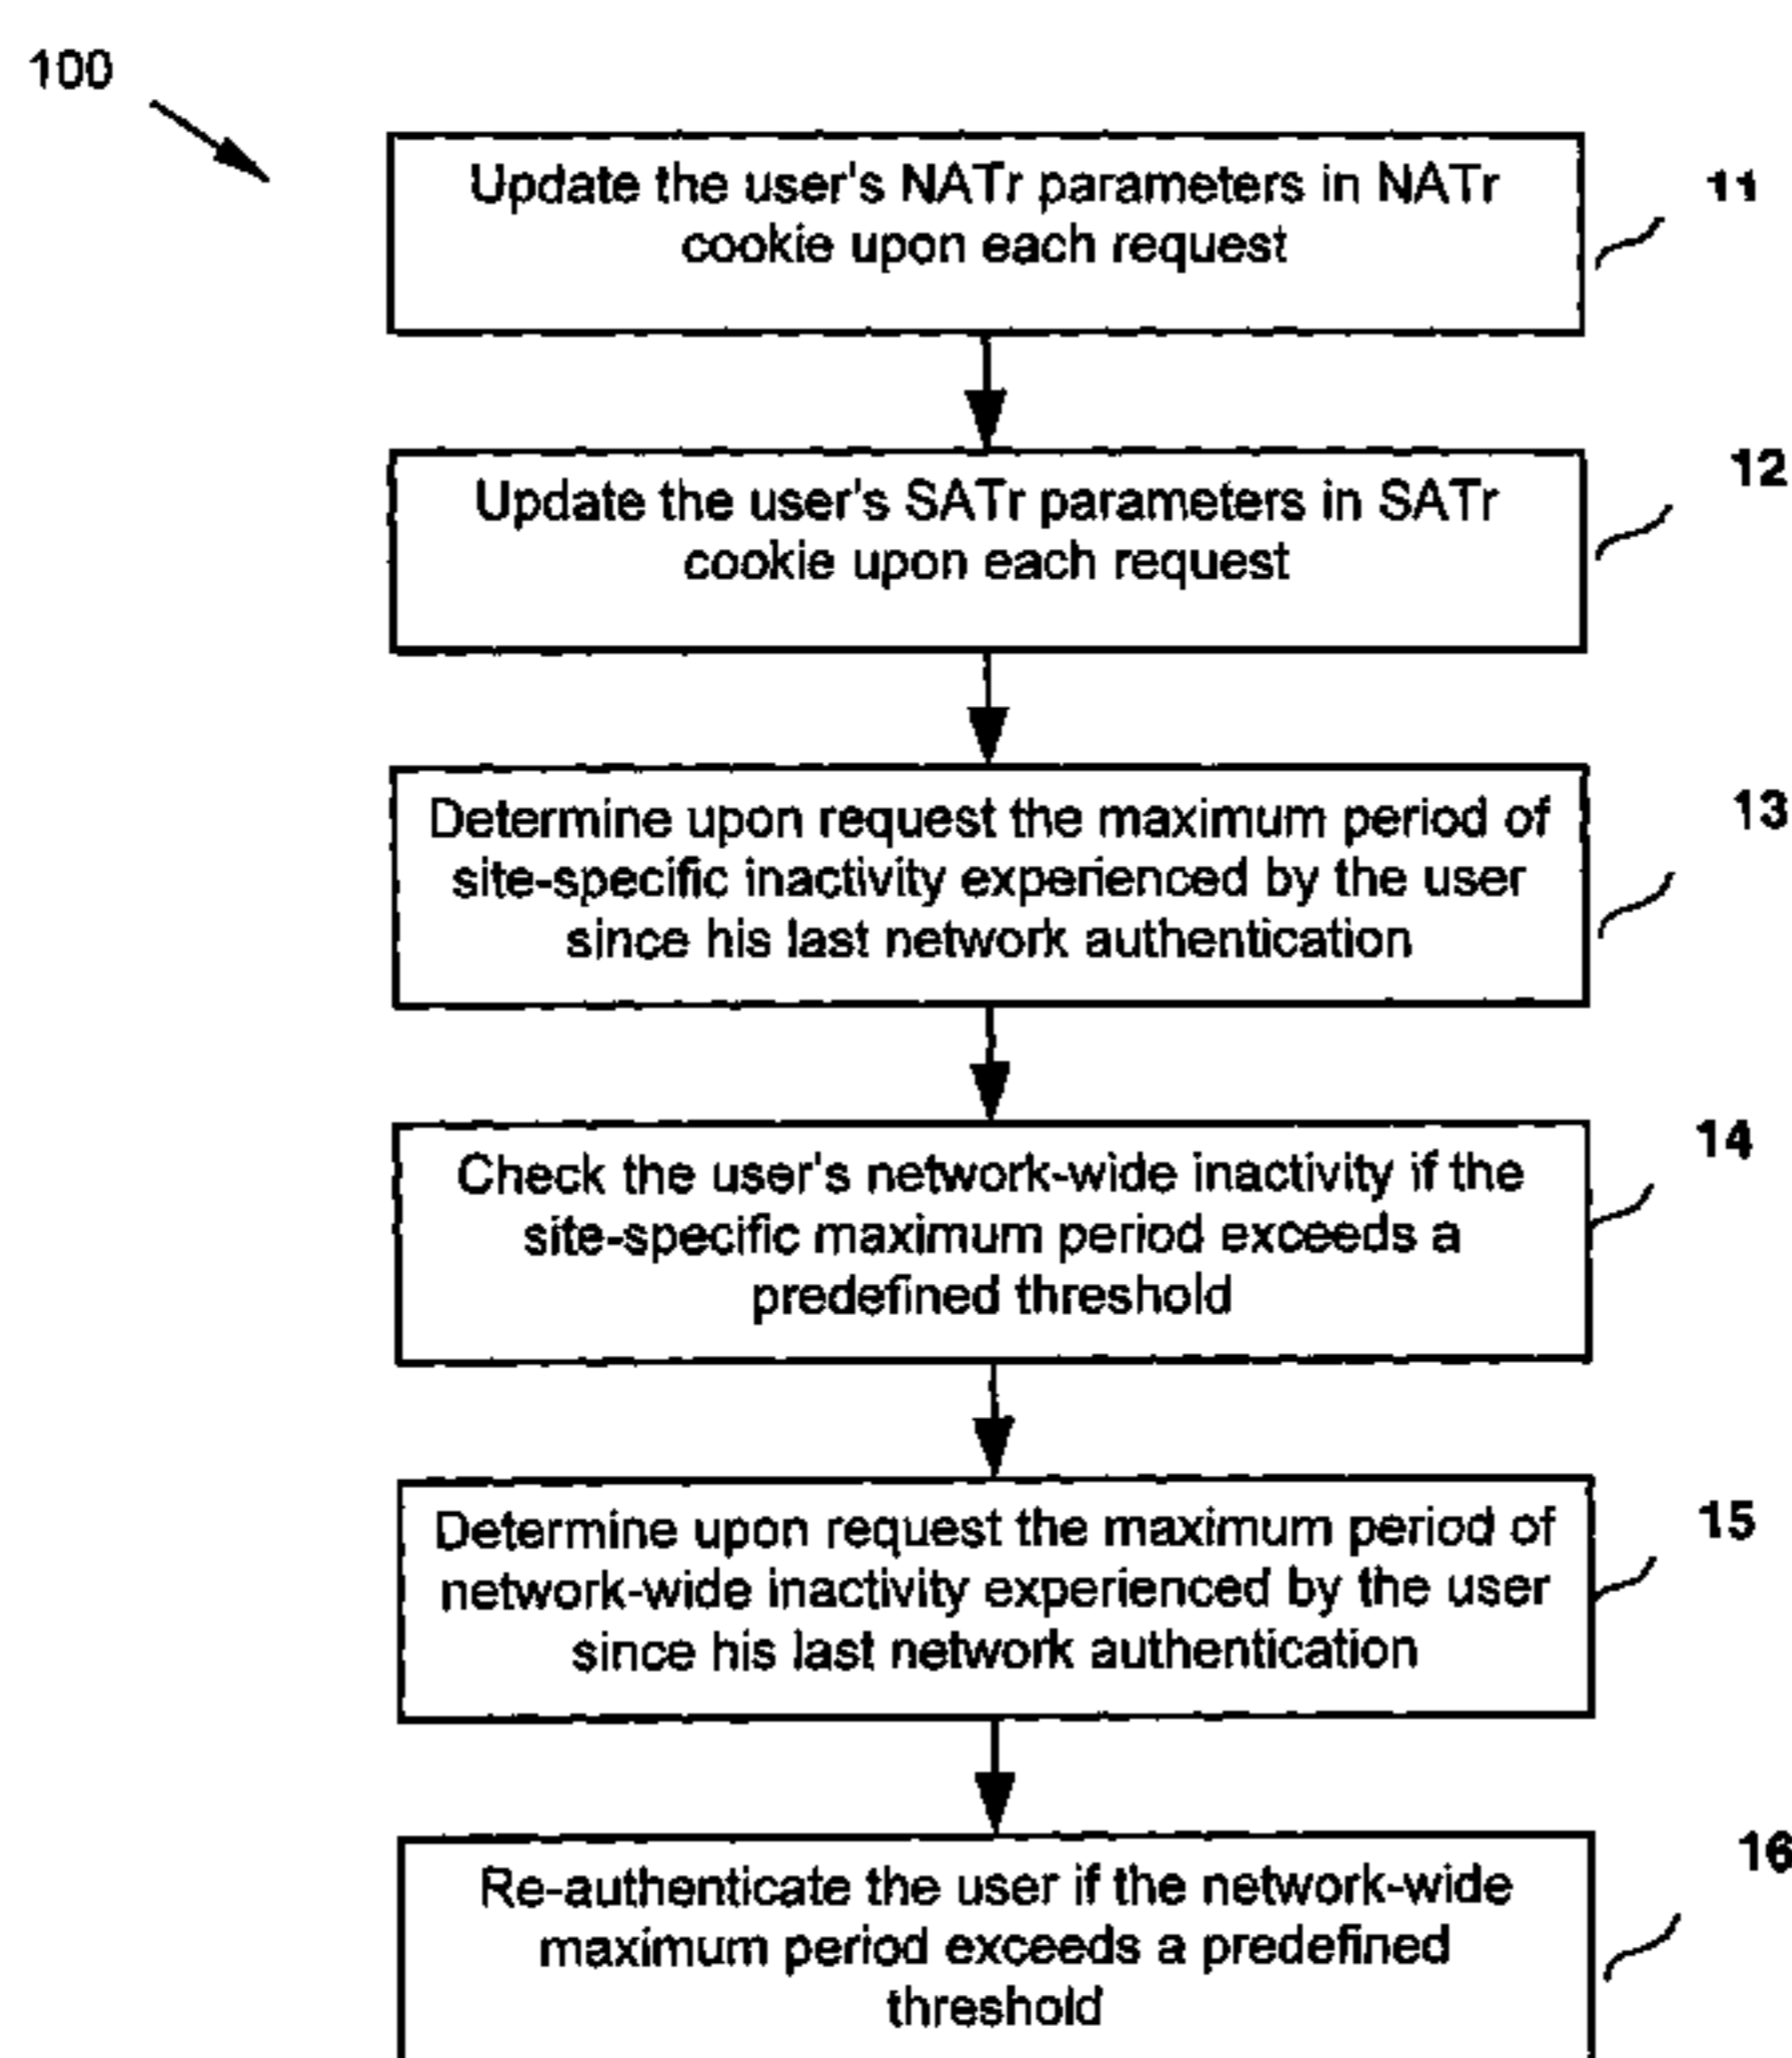 100
Update the user's NATr parameters in NATr
cookie upon each request
11
Update the user's SATr parameters in SATr
cookie upon each request
12
Determine upon request the maximum period of
site-specific inactivity experienced by the user
since his last network authentication
13
Check the user's network-wide inactivity if the
site-specific maximum period exceeds a
predefined threshold
14
Determine upon request the maximum period of
network-wide inactivity experienced by the user
since his last network authentication
15
Re-authenticate the user if the network-wide
maximum period exceeds a predefined
threshold
16